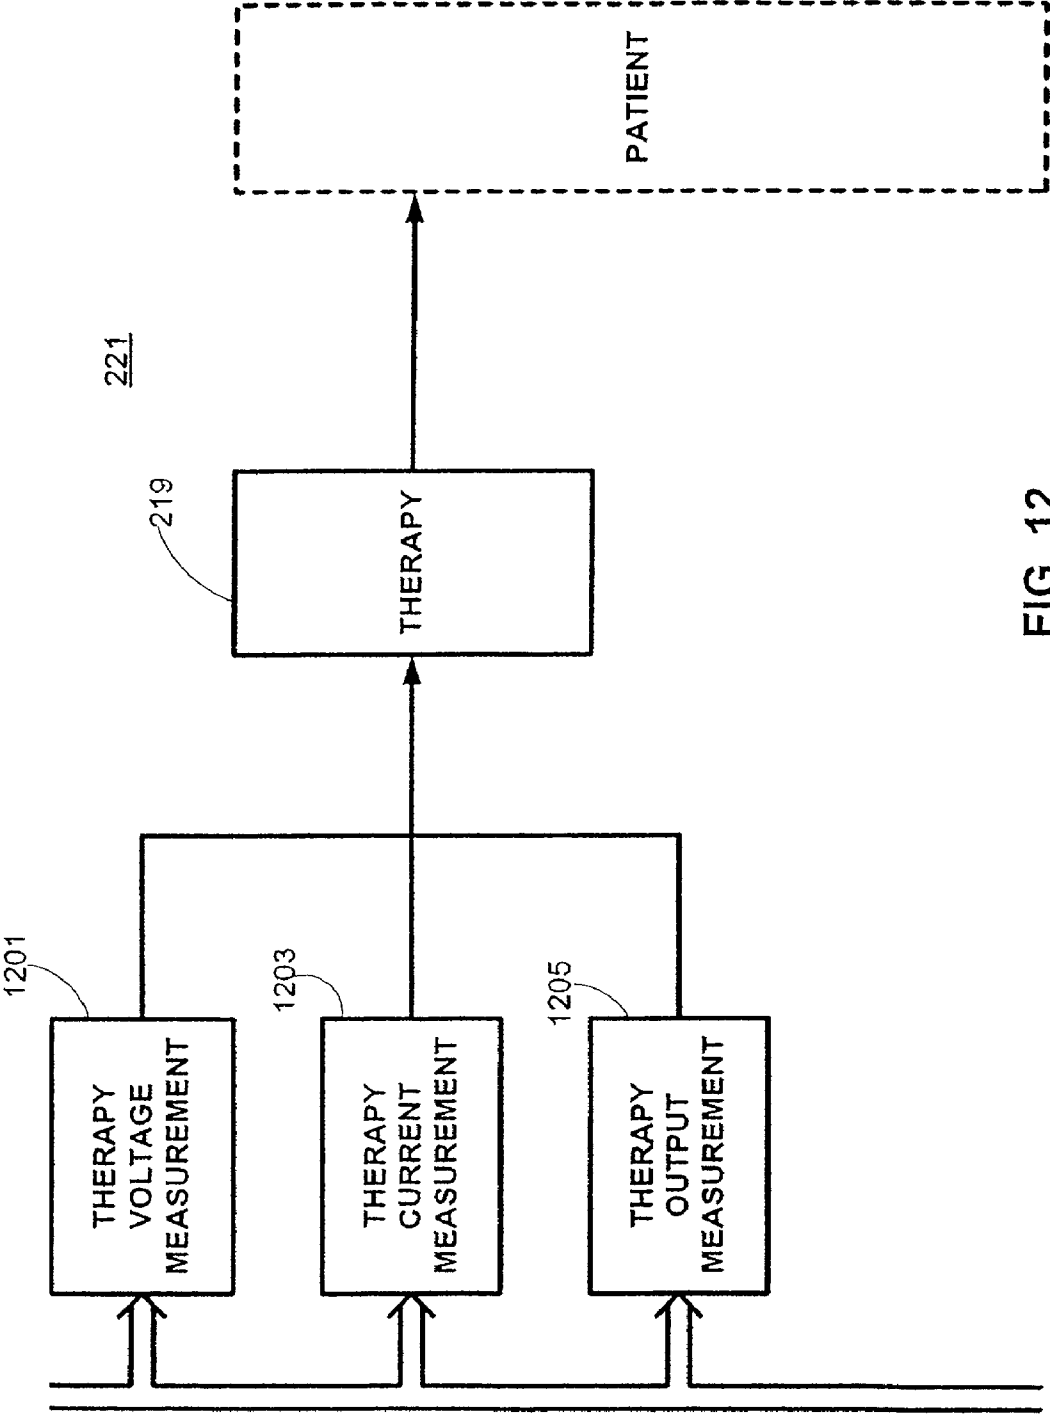 1201
THERAPY
VOLTAGE
MEASUREMENT
1203
THERAPY
CURRENT
MEASUREMENT
1205
THERAPY
OUTPUT
MEASUREMENT
219
THERAPY
221
PATIENT
FIG. 12